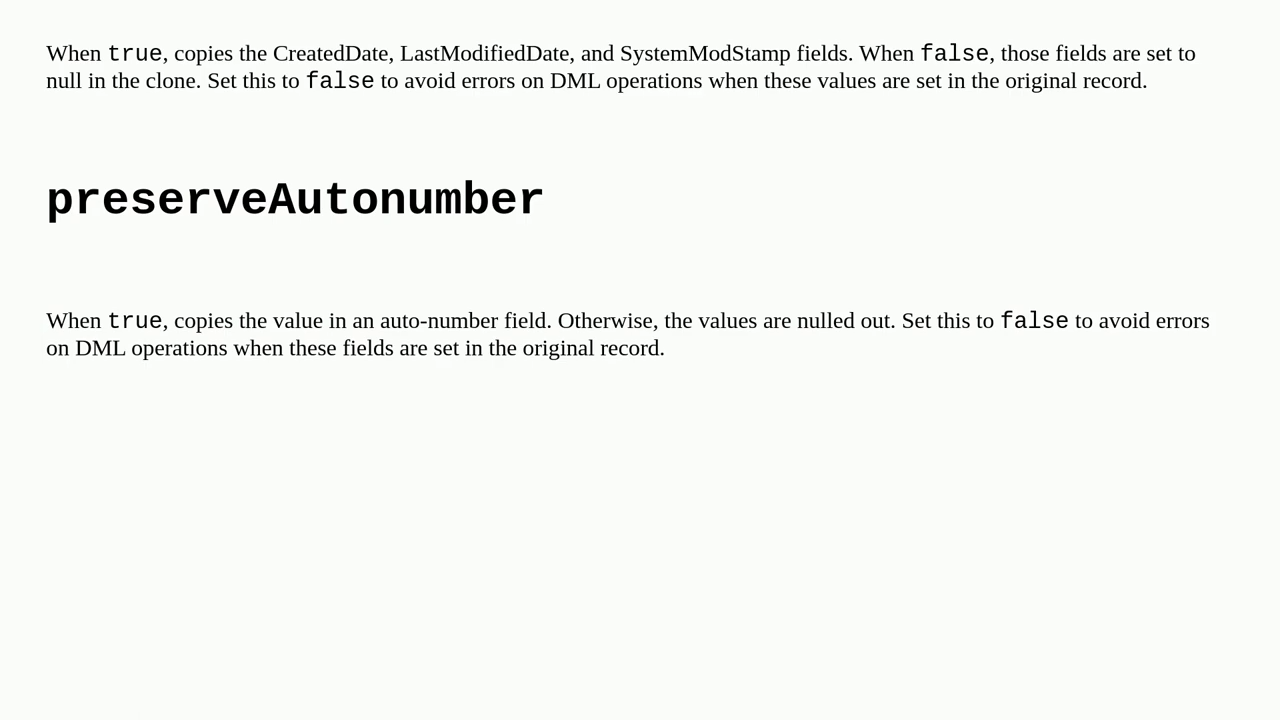 When true, copies the CreatedDate, LastModifiedDate, and SystemModStamp fields. When false, those fields are set to
null in the clone. Set this to false to avoid errors on DML operations when these values are set in the original record.
preserveAutonumber
When true, copies the value in an auto-number field. Otherwise, the values are nulled out. Set this to false to avoid errors
on DML operations when these fields are set in the original record.